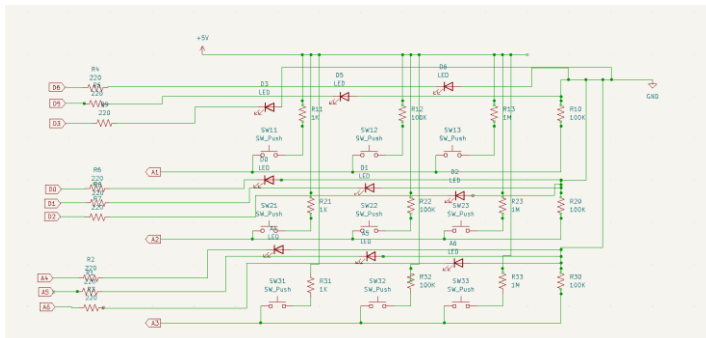 +5V
R4
220
D6
LED
D5
LED
D3
LED
D6
D5
220
R9
220
D3
GND
R11
1K
R12
100K
R13
1M
R10
100K
SW11
SW_Push
SW12
SW_Push
SW13
SW_Push
D0
LED
D1
LED
D2
LED
A1
R6
220
D0
D1
220
D2
220
SW21
SW_Push
R21
1K
SW22
SW_Push
R22
100K
SW23
SW_Push
R23
1M
R20
100K
A2
LED
A5
LED
A6
LED
R2
220
A4
R1
220
A5
220
A6
SW31
SW_Push
R31
1K
SW32
SW_Push
R32
100K
SW33
SW_Push
R33
1M
R30
100K
A3